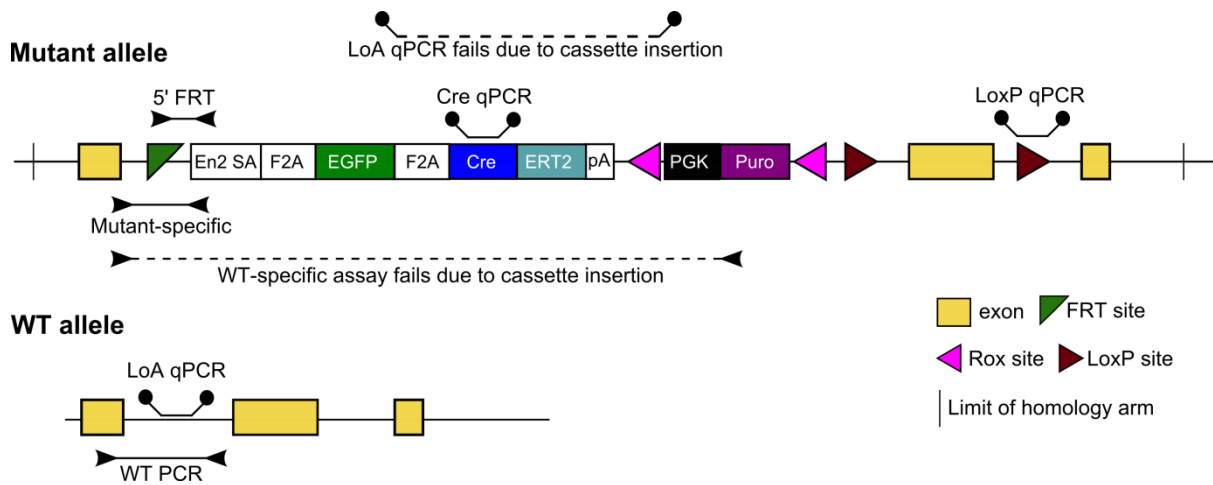 LoA qPCR fails due to cassette insertion
Mutant allele
5' FRT
Cre qPCR
LoxP qPCR
En2 SA F2A EGFP F2A Cre ERT2 pA PGK Puro
Mutant-specific
WT-specific assay fails due to cassette insertion
WT allele
LoA qPCR
WT PCR
exon FRT site
Rox site LoxP site
Limit of homology arm